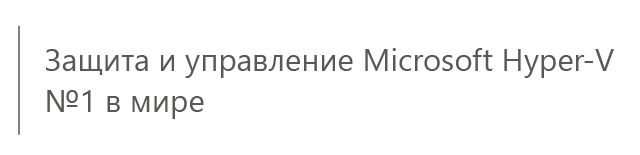 Защита и управление Microsoft Hyper-V
№1 в мире